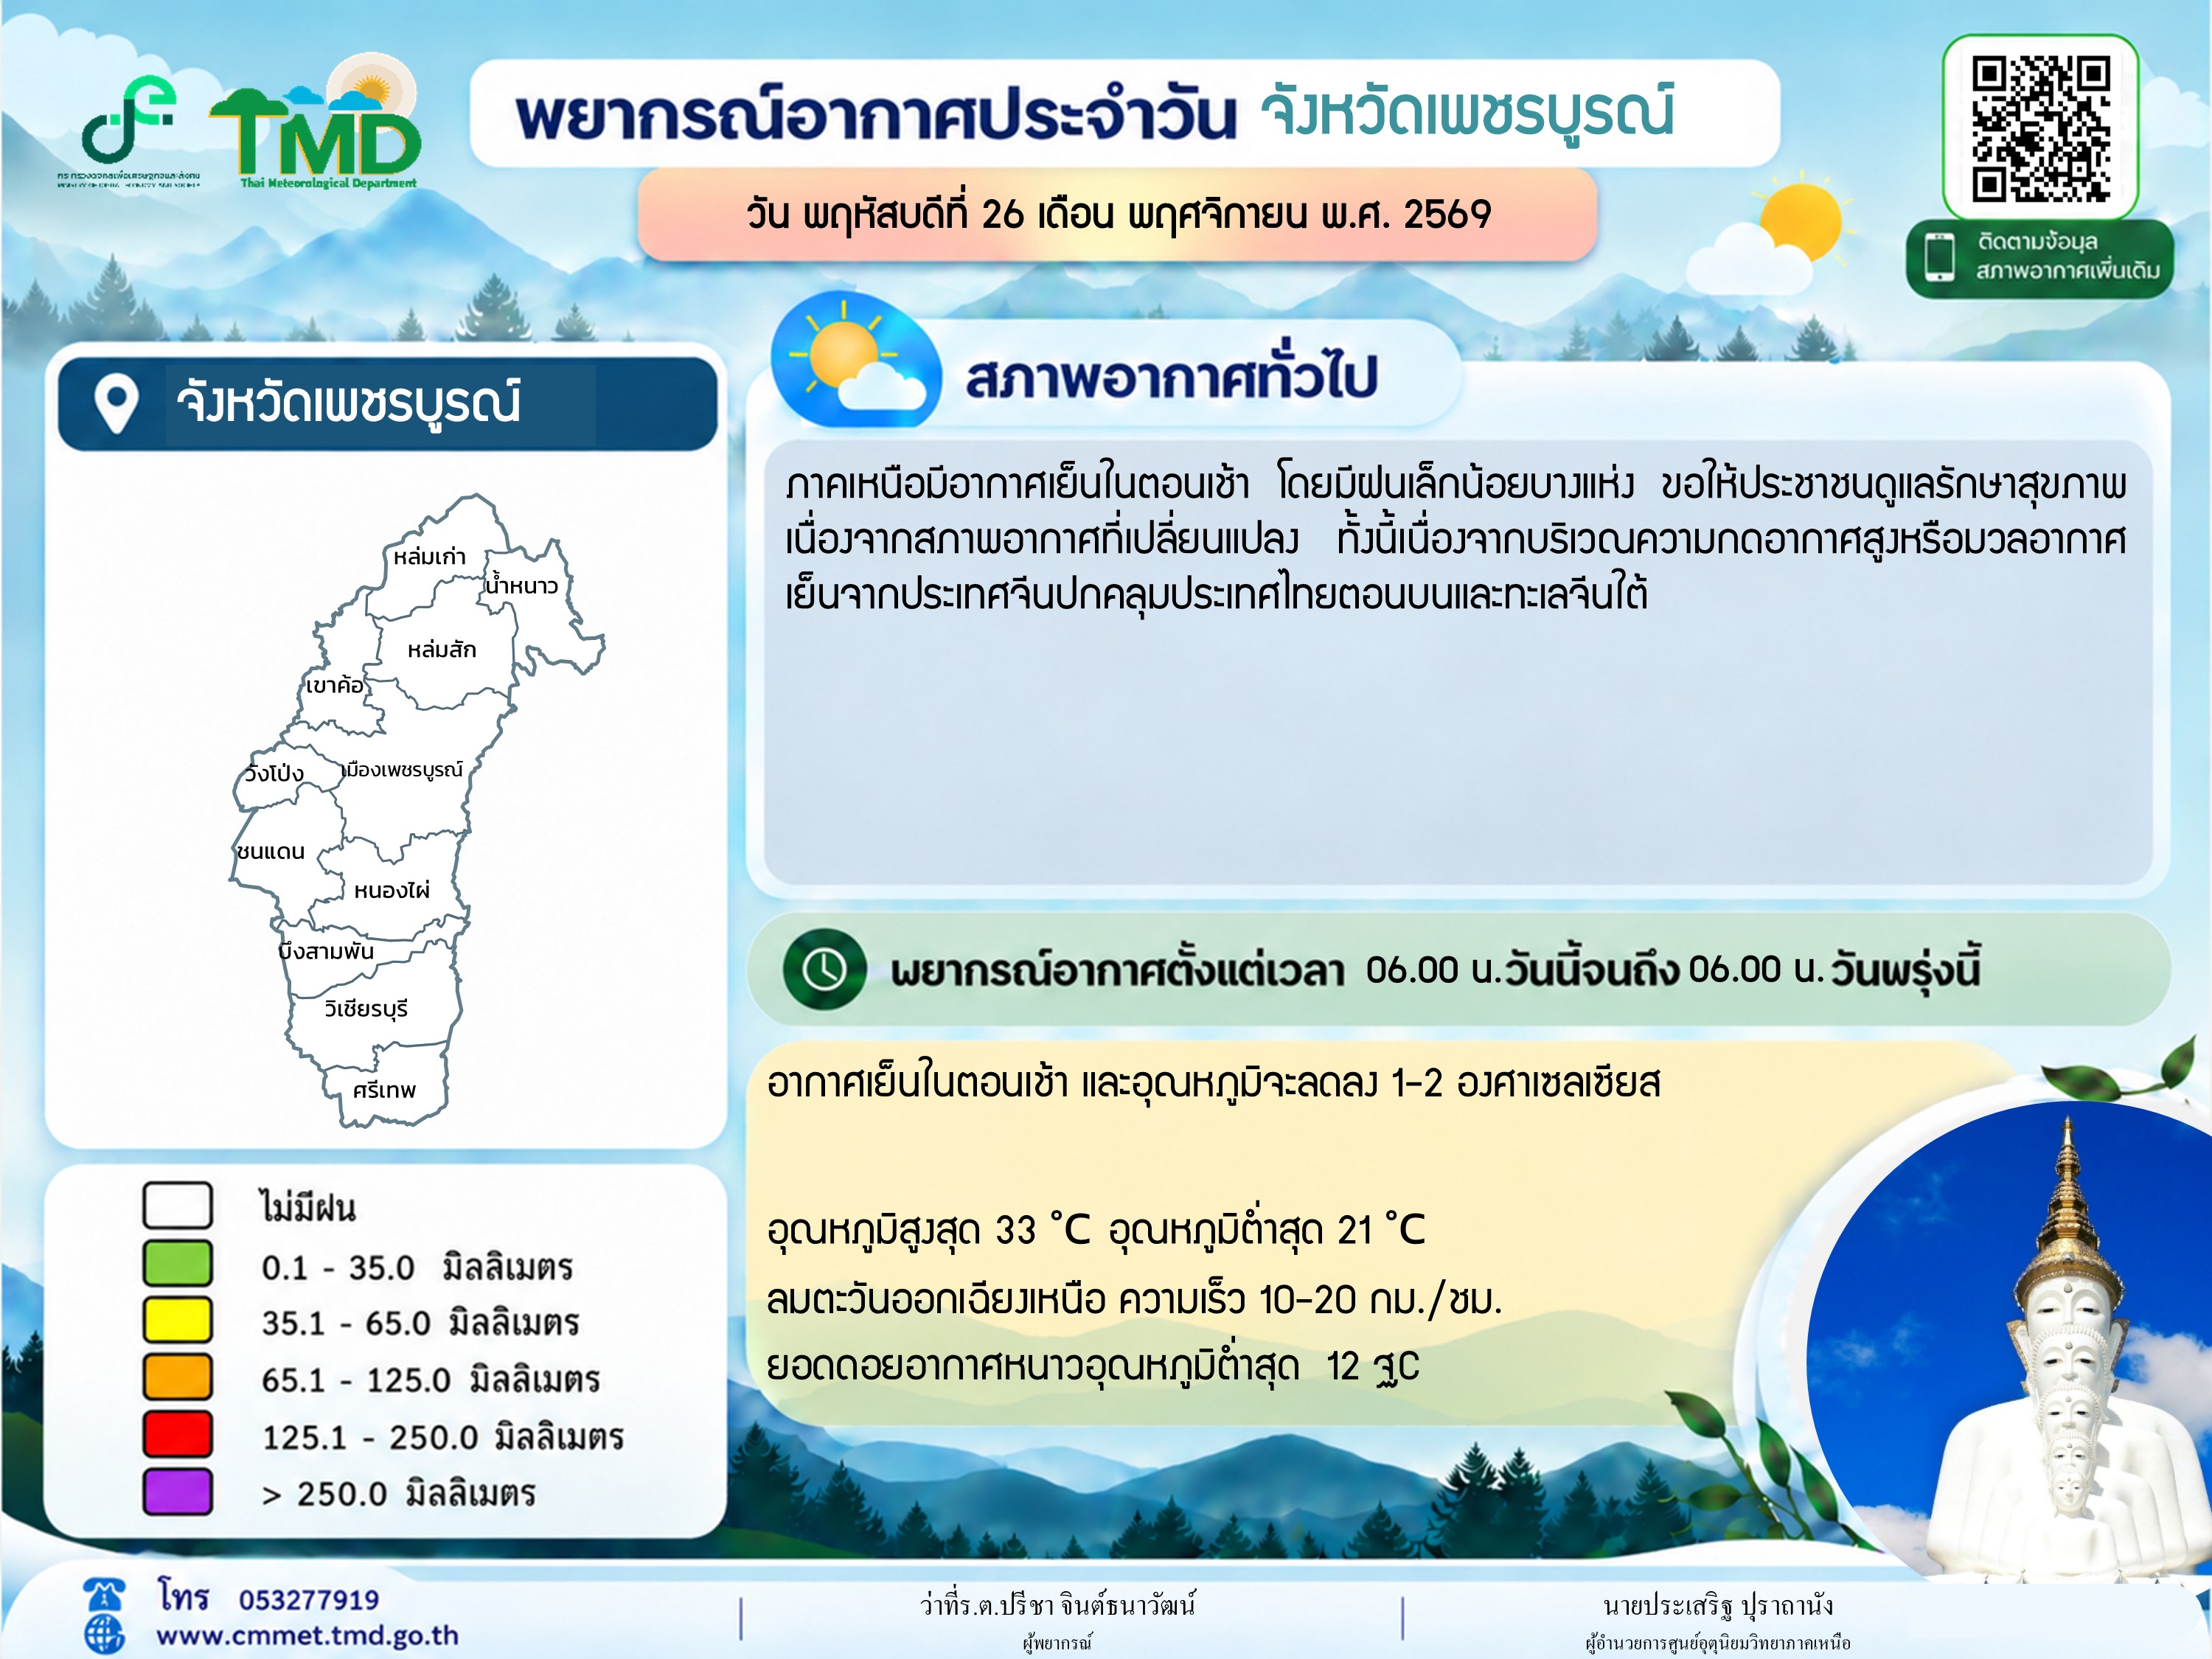 TMD
Thai Meteorological Department
พยากรณ์อากาศประจำวัน จังหวัดเพชรบูรณ์
วัน พฤหัสบดีที่ 26 เดือน พฤศจิกายน พ.ศ. 2569
ติดตามข้อมูล
สภาพอากาศเพิ่มเติม
จังหวัดเพชรบูรณ์
หล่มเก่า
น้ำหนาว
หล่มสัก
เขาค้อ
วังโป่ง
เมืองเพชรบูรณ์
ชนแดน
หนองไผ่
บึงสามพัน
วิเชียรบุรี
ศรีเทพ
ไม่มีฝน
0.1 - 35.0 มิลลิเมตร
35.1 - 65.0 มิลลิเมตร
65.1 - 125.0 มิลลิเมตร
125.1 - 250.0 มิลลิเมตร
> 250.0 มิลลิเมตร
สภาพอากาศทั่วไป
ภาคเหนือมีอากาศเย็นในตอนเช้า โดยมีฝนเล็กน้อยบางแห่ง ขอให้ประชาชนดูแลรักษาสุขภาพ
เนื่องจากสภาพอากาศที่เปลี่ยนแปลง ทั้งนี้เนื่องจากบริเวณความกดอากาศสูงหรือมวลอากาศ
เย็นจากประเทศจีนปกคลุมประเทศไทยตอนบนและทะเลจีนใต้
พยากรณ์อากาศตั้งแต่เวลา 06.00 น. วันนี้จนถึง 06.00 น. วันพรุ่งนี้
อากาศเย็นในตอนเช้า และอุณหภูมิจะลดลง 1-2 องศาเซลเซียส
อุณหภูมิสูงสุด 33 °C อุณหภูมิต่ำสุด 21 °C
ลมตะวันออกเฉียงเหนือ ความเร็ว 10-20 กม./ชม.
ยอดดอยอากาศหนาวอุณหภูมิต่ำสุด 12 ฐC
โทร 053277919
www.cmmet.tmd.go.th
ว่าที่ร.ต.ปรีชา จินต์ธนาวัฒน์
ผู้พยากรณ์
นายประเสริฐ ปุราถานัง
ผู้อำนวยการศูนย์อุตุนิยมวิทยาภาคเหนือ